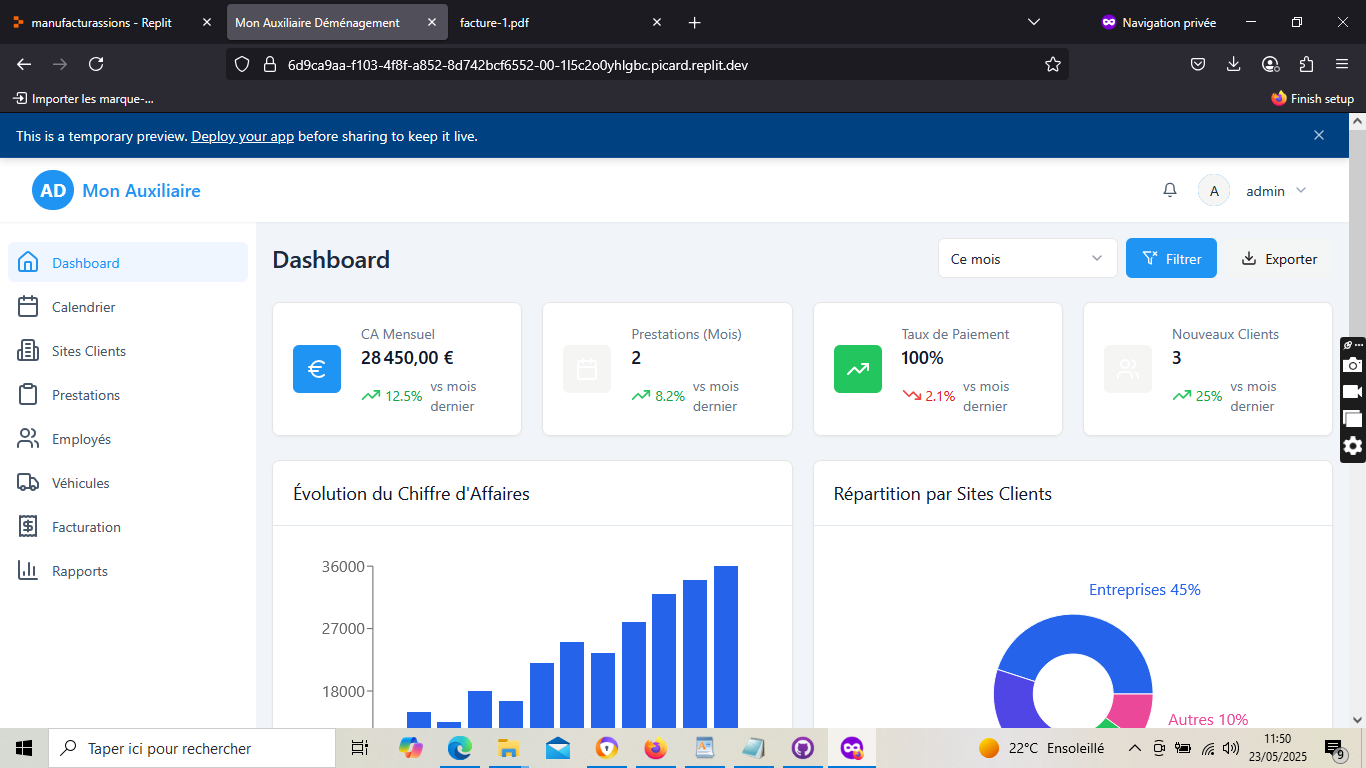 manufacturassions - Replit
Mon Auxiliaire Déménagement
facture-1.pdf
Navigation privée
6d9ca9aa-f103-4f8f-a852-8d742bcf6552-00-1l5c2o0yhlgbc.picard.replit.dev
Importer les marque-...
Finish setup
This is a temporary preview. Deploy your app before sharing to keep it live.
AD Mon Auxiliaire
A admin
Dashboard
Calendrier
Sites Clients
Prestations
Employés
Véhicules
Facturation
Rapports
Dashboard
Ce mois
Filtrer
Exporter
CA Mensuel
28 450,00 €
12.5% vs mois
dernier
Prestations (Mois)
2
8.2% vs mois
dernier
Taux de Paiement
100%
2.1% vs mois
dernier
Nouveaux Clients
3
25% vs mois
dernier
Évolution du Chiffre d'Affaires
36000
27000
18000
Répartition par Sites Clients
Entreprises 45%
Autres 10%
Taper ici pour rechercher
22°C Ensoleillé
11:50
23/05/2025
9